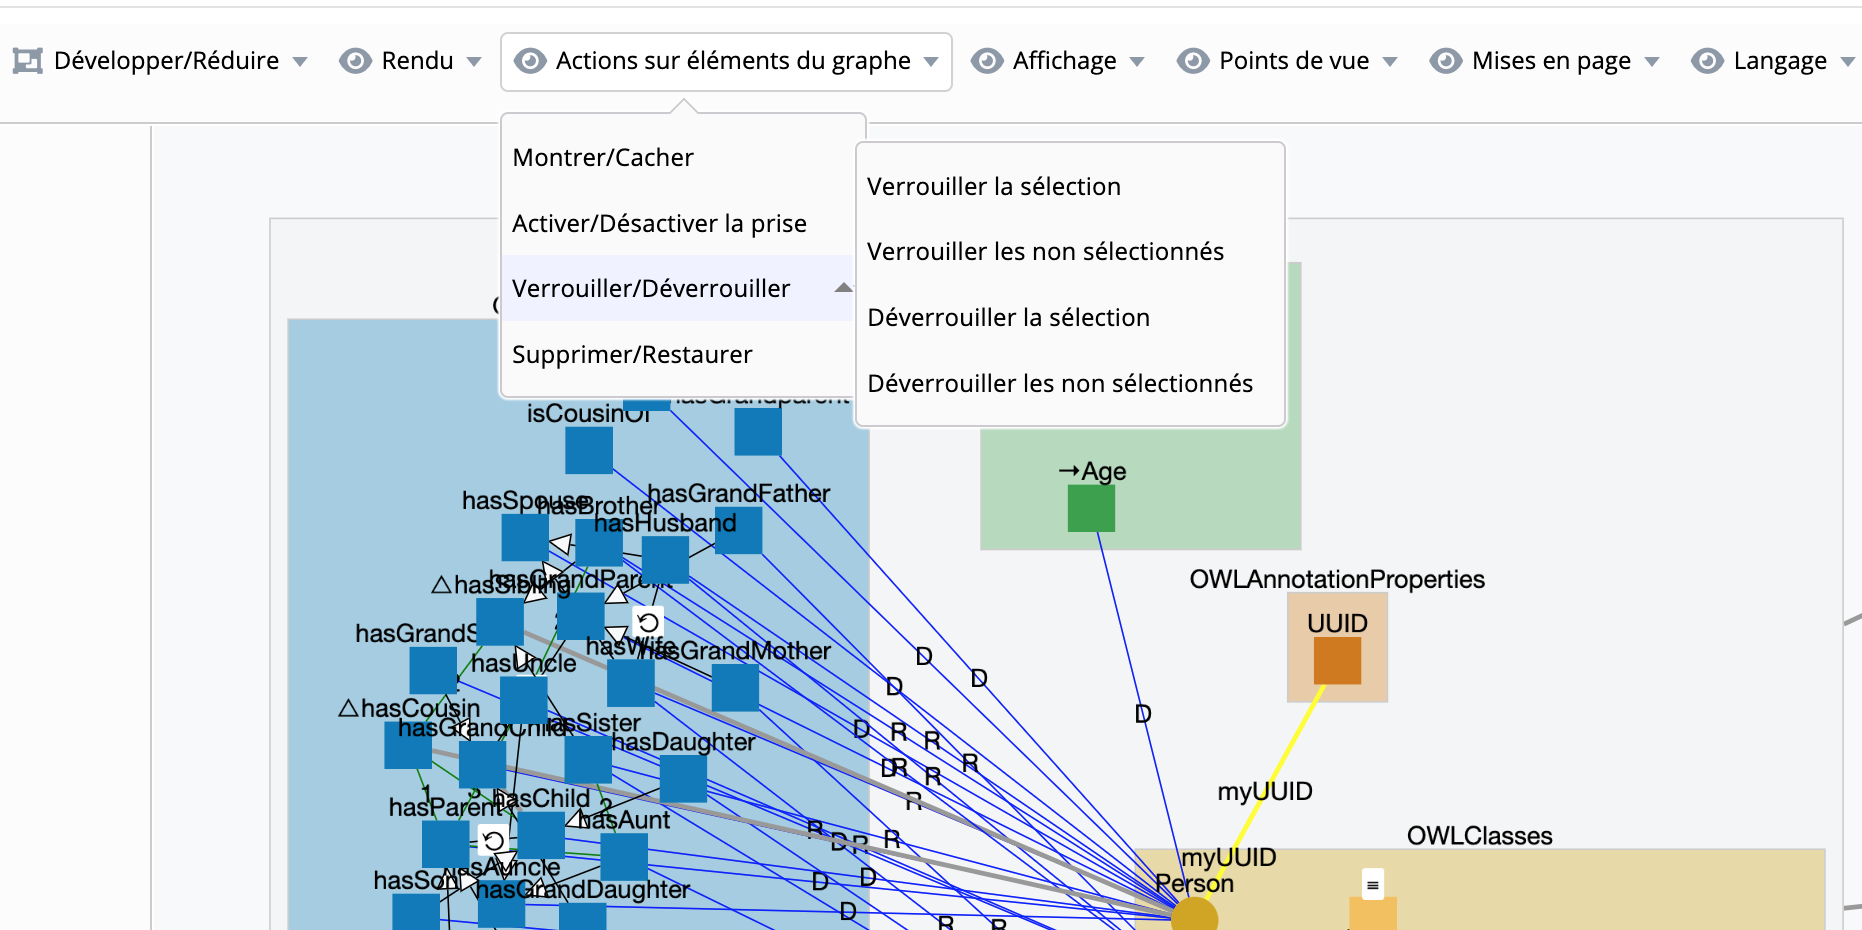 Développer/Réduire
Rendu
Actions sur éléments du graphe
Affichage
Points de vue
Mises en page
Langage
Montrer/Cacher
Activer/Désactiver la prise
Verrouiller/Déverrouiller
Supprimer/Restaurer
Verrouiller la sélection
Verrouiller les non sélectionnés
Déverrouiller la sélection
Déverrouiller les non sélectionnés
isCousinOf
hasGrandparent
→Age
hasSpouse
hasBrother
hasGrandFather
hasHusband
OWLAnnotationProperties
△hasSibling
hasGrandParent
UUID
hasGrandS
hasUncle
hasWife
hasGrandMother
D
D
D
△hasCousin
hasGrandChild
hasSister
hasDaughter
D
R
R
D
R
R
R
D
R
myUUID
1
3
2
hasParent
hasChild
hasAunt
R
D
R
R
OWLClasses
myUUID
Person
hasSon
hasGrandDaughter
D
D
D
R
R